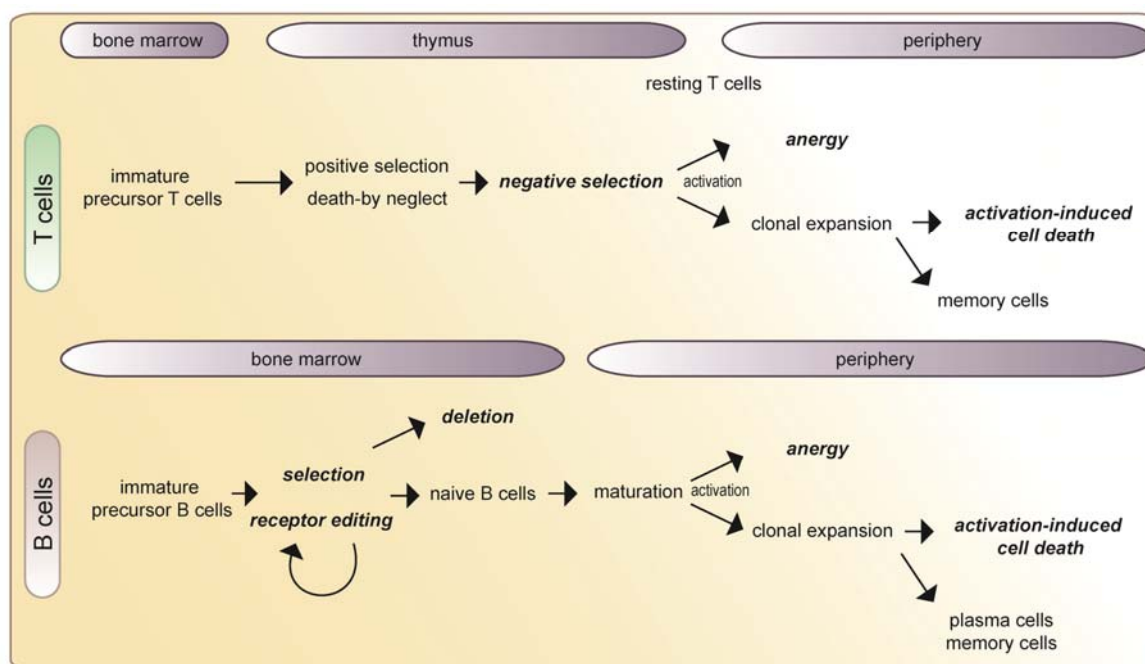 bone marrow
thymus
periphery
resting T cells
T cells
immature
precursor T cells
positive selection
death-by neglect
negative selection
activation
anergy
clonal expansion
activation-induced
cell death
memory cells
bone marrow
periphery
B cells
immature
precursor B cells
selection
receptor editing
deletion
naive B cells
maturation
activation
anergy
clonal expansion
activation-induced
cell death
plasma cells
memory cells